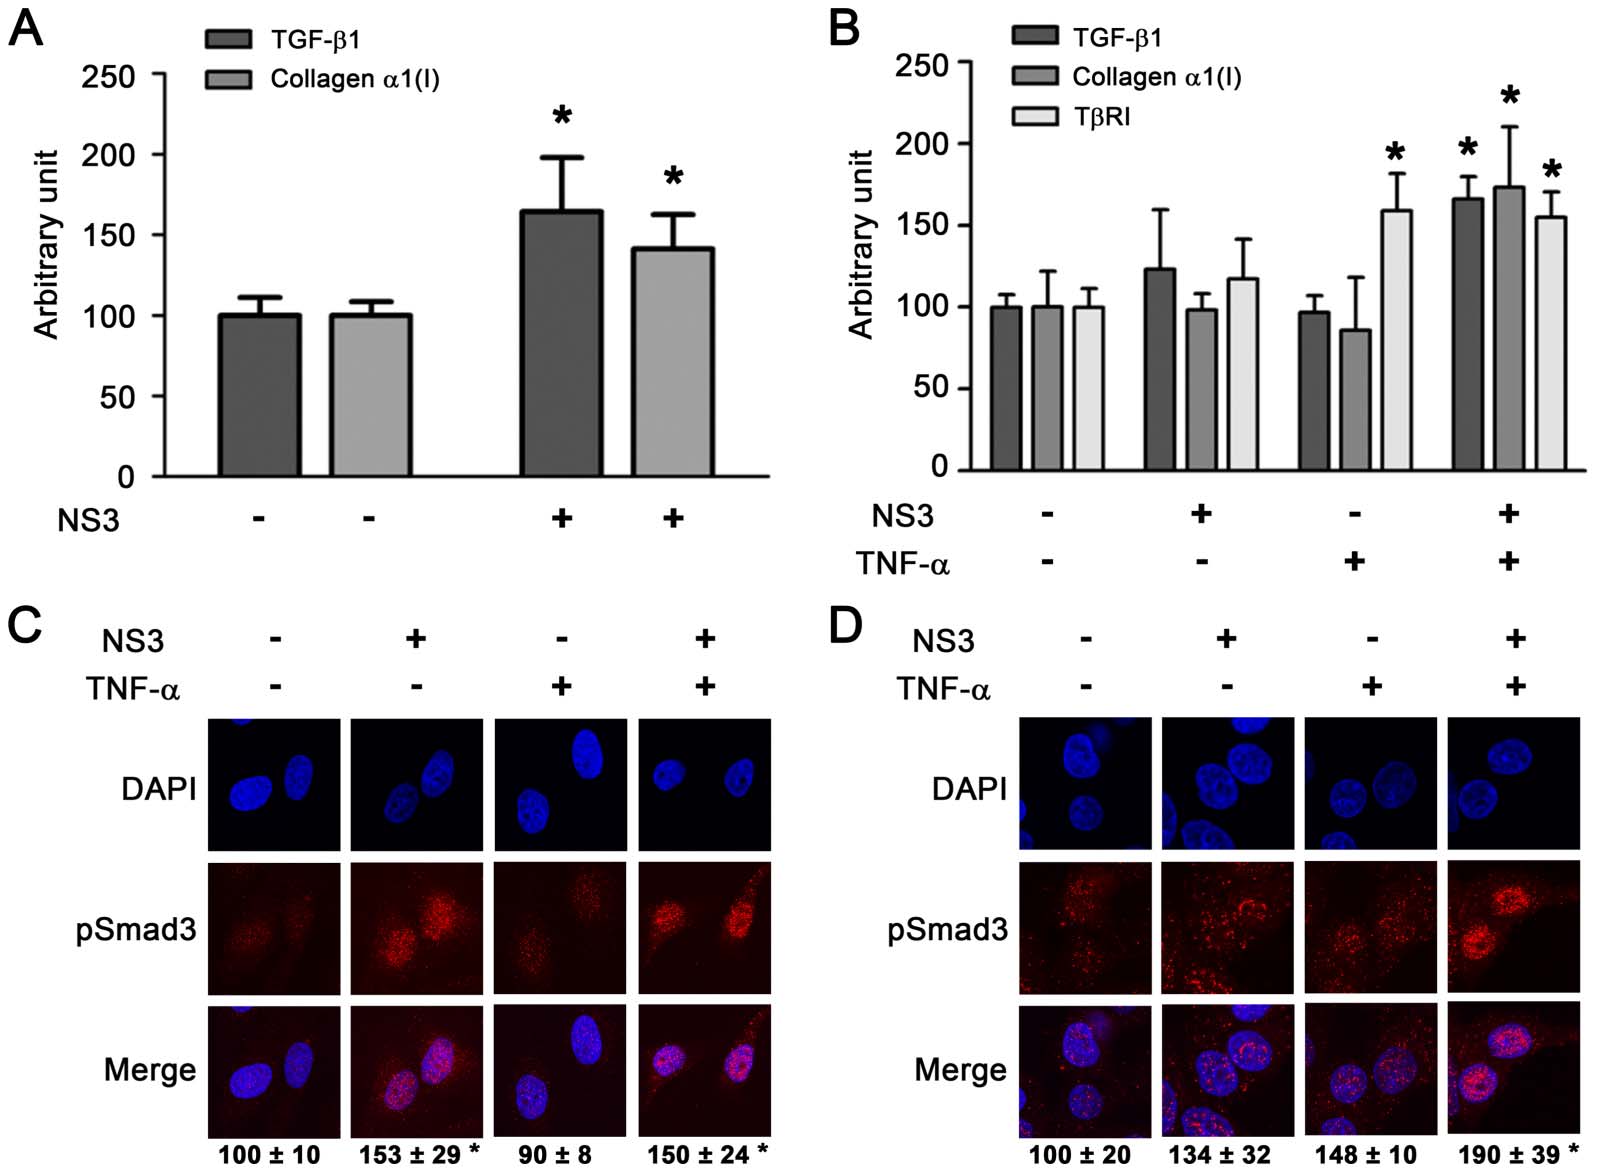 A
TGF-β1
Collagen α1(I)
250
200
150
100
50
0
Arbitrary unit
*
*
NS3 - - + +
B
TGF-β1
Collagen α1(I)
TβRI
250
200
150
100
50
0
Arbitrary unit
* * * *
NS3 - + - +
TNF-α - - + +
C
NS3 - + - +
TNF-α - - + +
DAPI
pSmad3
Merge
100 ± 10 153 ± 29 * 90 ± 8 150 ± 24 *
D
NS3 - + - +
TNF-α - - + +
DAPI
pSmad3
Merge
100 ± 20 134 ± 32 148 ± 10 190 ± 39 *